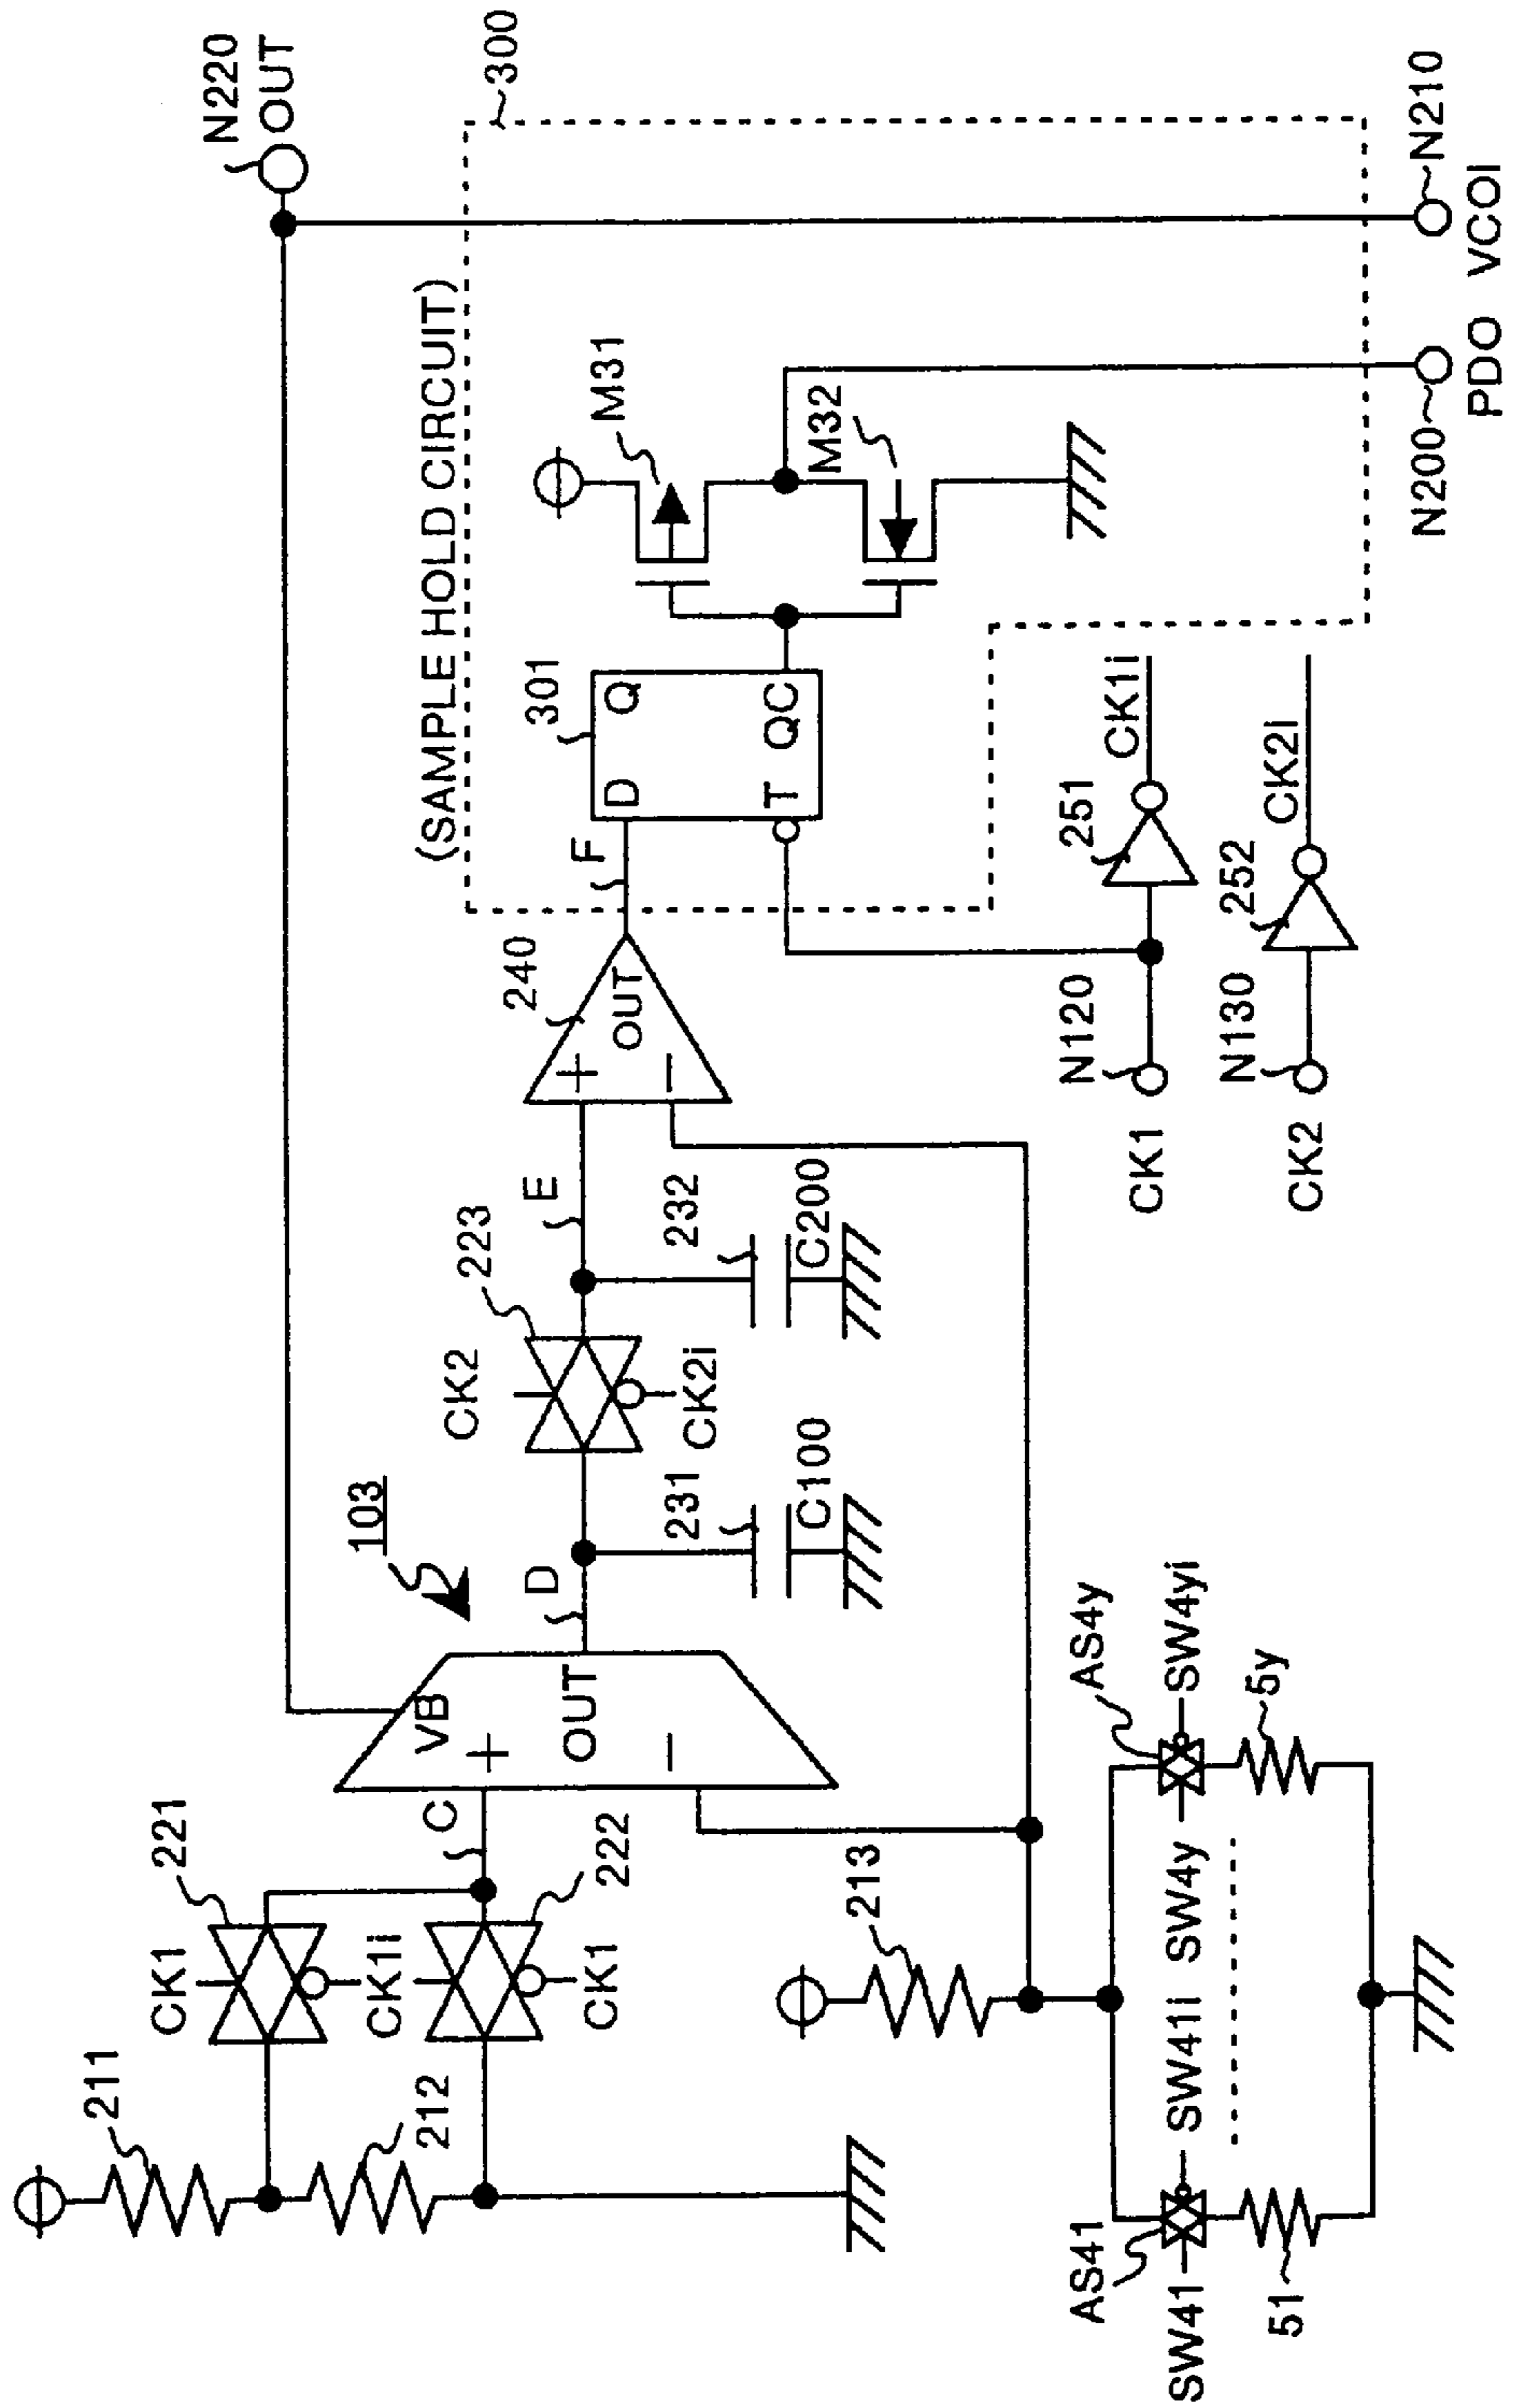 N220
OUT
300
(SAMPLE HOLD CIRCUIT)
211
212
CK1
221
CK1i
222
CK1
C
VB
+
OUT
−
103
D
231
C100
CK2
223
CK2i
E
232
C200
240
+
OUT
−
F
301
D
Q
T
QC
M31
M32
213
AS41
SW41
SW41i
SW4y
AS4y
SW4yi
51
5y
CK1
N120
251
CK1i
CK2
N130
252
CK2i
N200
PDO
N210
VCOI